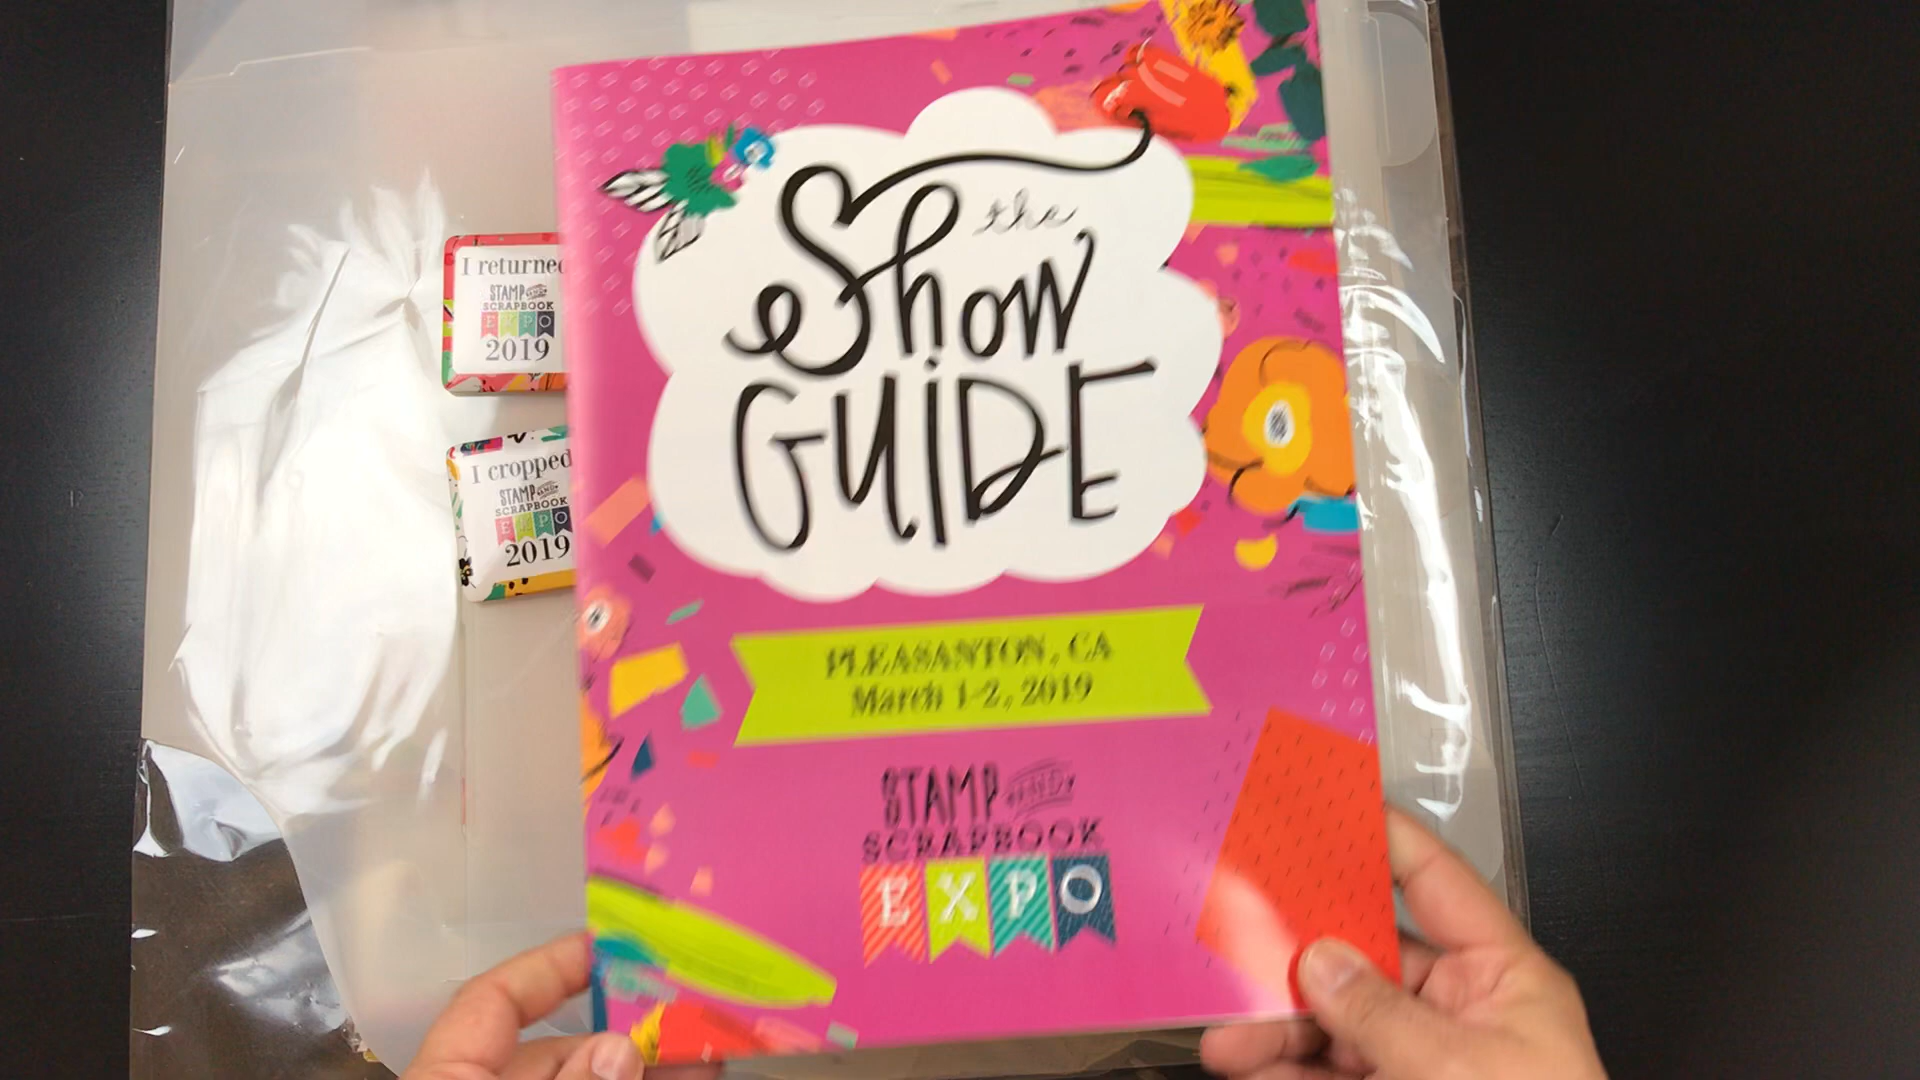 I returned
STAMP AND
SCRAPBOOK
EXPO
2019
I cropped
STAMP AND
SCRAPBOOK
EXPO
2019
the
Show
GUIDE
PLEASANTON, CA
March 1-2, 2019
STAMP AND
SCRAPBOOK
EXPO